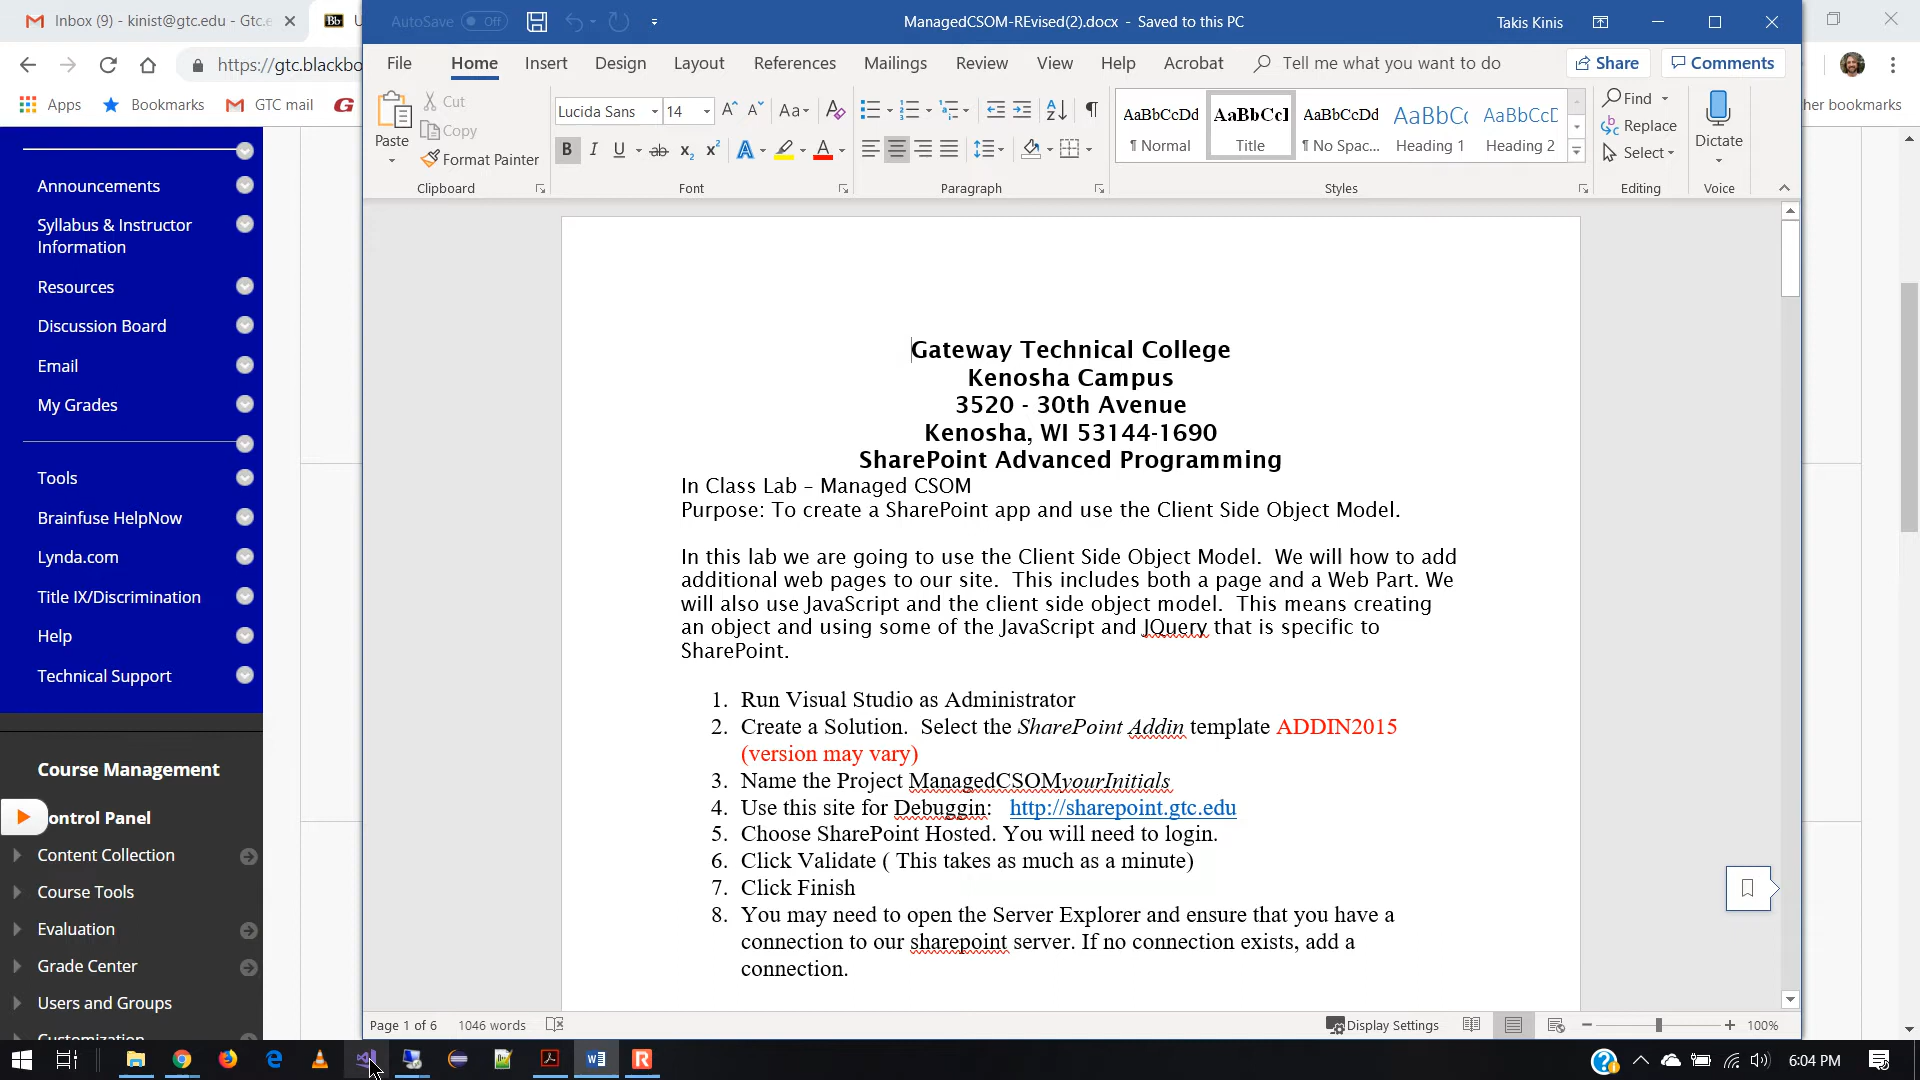 Inbox (9) - kinist@gtc.edu - Gtc.e
Bb
AutoSave Off
ManagedCSOM-REvised(2).docx - Saved to this PC
Takis Kinis
https://gtc.blackbo
File Home Insert Design Layout References Mailings Review View Help Acrobat Tell me what you want to do Share Comments
Apps Bookmarks GTC mail
her bookmarks
Paste
Cut
Copy
Format Painter
Lucida Sans 14
AaBbCcDd AaBbCc] AaBbCcDd AaBbC( AaBbCcE
¶ Normal Title ¶ No Spac... Heading 1 Heading 2
Find
Replace
Select
Dictate
Clipboard Font Paragraph Styles Editing Voice
Announcements
Syllabus & Instructor
Information
Resources
Discussion Board
Email
My Grades
Tools
Brainfuse HelpNow
Lynda.com
Title IX/Discrimination
Help
Technical Support
Course Management
ontrol Panel
Content Collection
Course Tools
Evaluation
Grade Center
Users and Groups
Customization
Gateway Technical College
Kenosha Campus
3520 - 30th Avenue
Kenosha, WI 53144-1690
SharePoint Advanced Programming
In Class Lab – Managed CSOM
Purpose: To create a SharePoint app and use the Client Side Object Model.
In this lab we are going to use the Client Side Object Model. We will how to add
additional web pages to our site. This includes both a page and a Web Part. We
will also use JavaScript and the client side object model. This means creating
an object and using some of the JavaScript and JQuery that is specific to
SharePoint.
1. Run Visual Studio as Administrator
2. Create a Solution. Select the SharePoint Addin template ADDIN2015
(version may vary)
3. Name the Project ManagedCSOMyourInitials
4. Use this site for Debuggin: http://sharepoint.gtc.edu
5. Choose SharePoint Hosted. You will need to login.
6. Click Validate ( This takes as much as a minute)
7. Click Finish
8. You may need to open the Server Explorer and ensure that you have a
connection to our sharepoint server. If no connection exists, add a
connection.
Page 1 of 6 1046 words
Display Settings
100%
6:04 PM